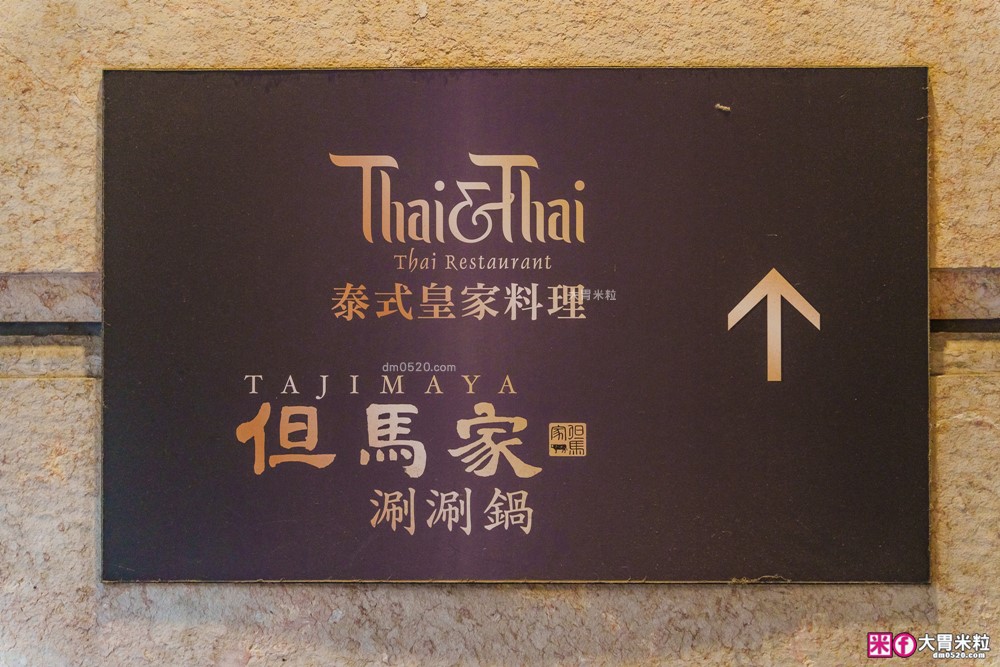 Thai&Thai
Thai Restaurant
泰式皇家料理
大胃米粒
dm0520.com
TAJIMAYA
但馬家
但馬家
涮涮鍋
米 f 大胃米粒
dm0520.com